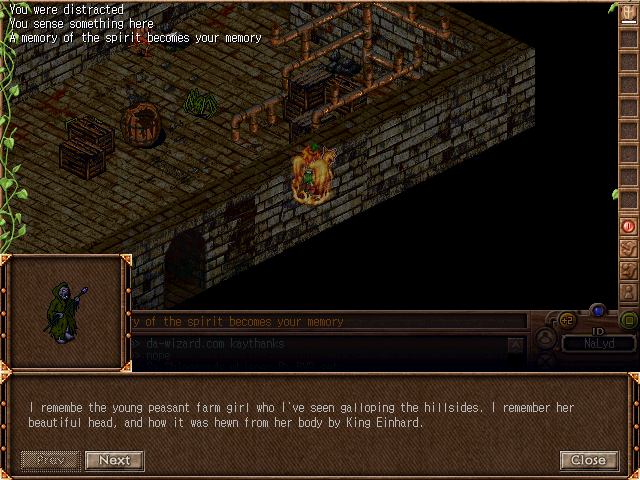 You were distracted
You sense something here
A memory of the spirit becomes your memory
y of the spirit becomes your memory
> da-wizard.com kaythanks
> nope
+2
ID
NaLyd
I remembe the young peasant farm girl who I've seen galloping the hillsides. I remember her
beautiful head, and how it was hewn from her body by King Einhard.
Prev
Next
Close